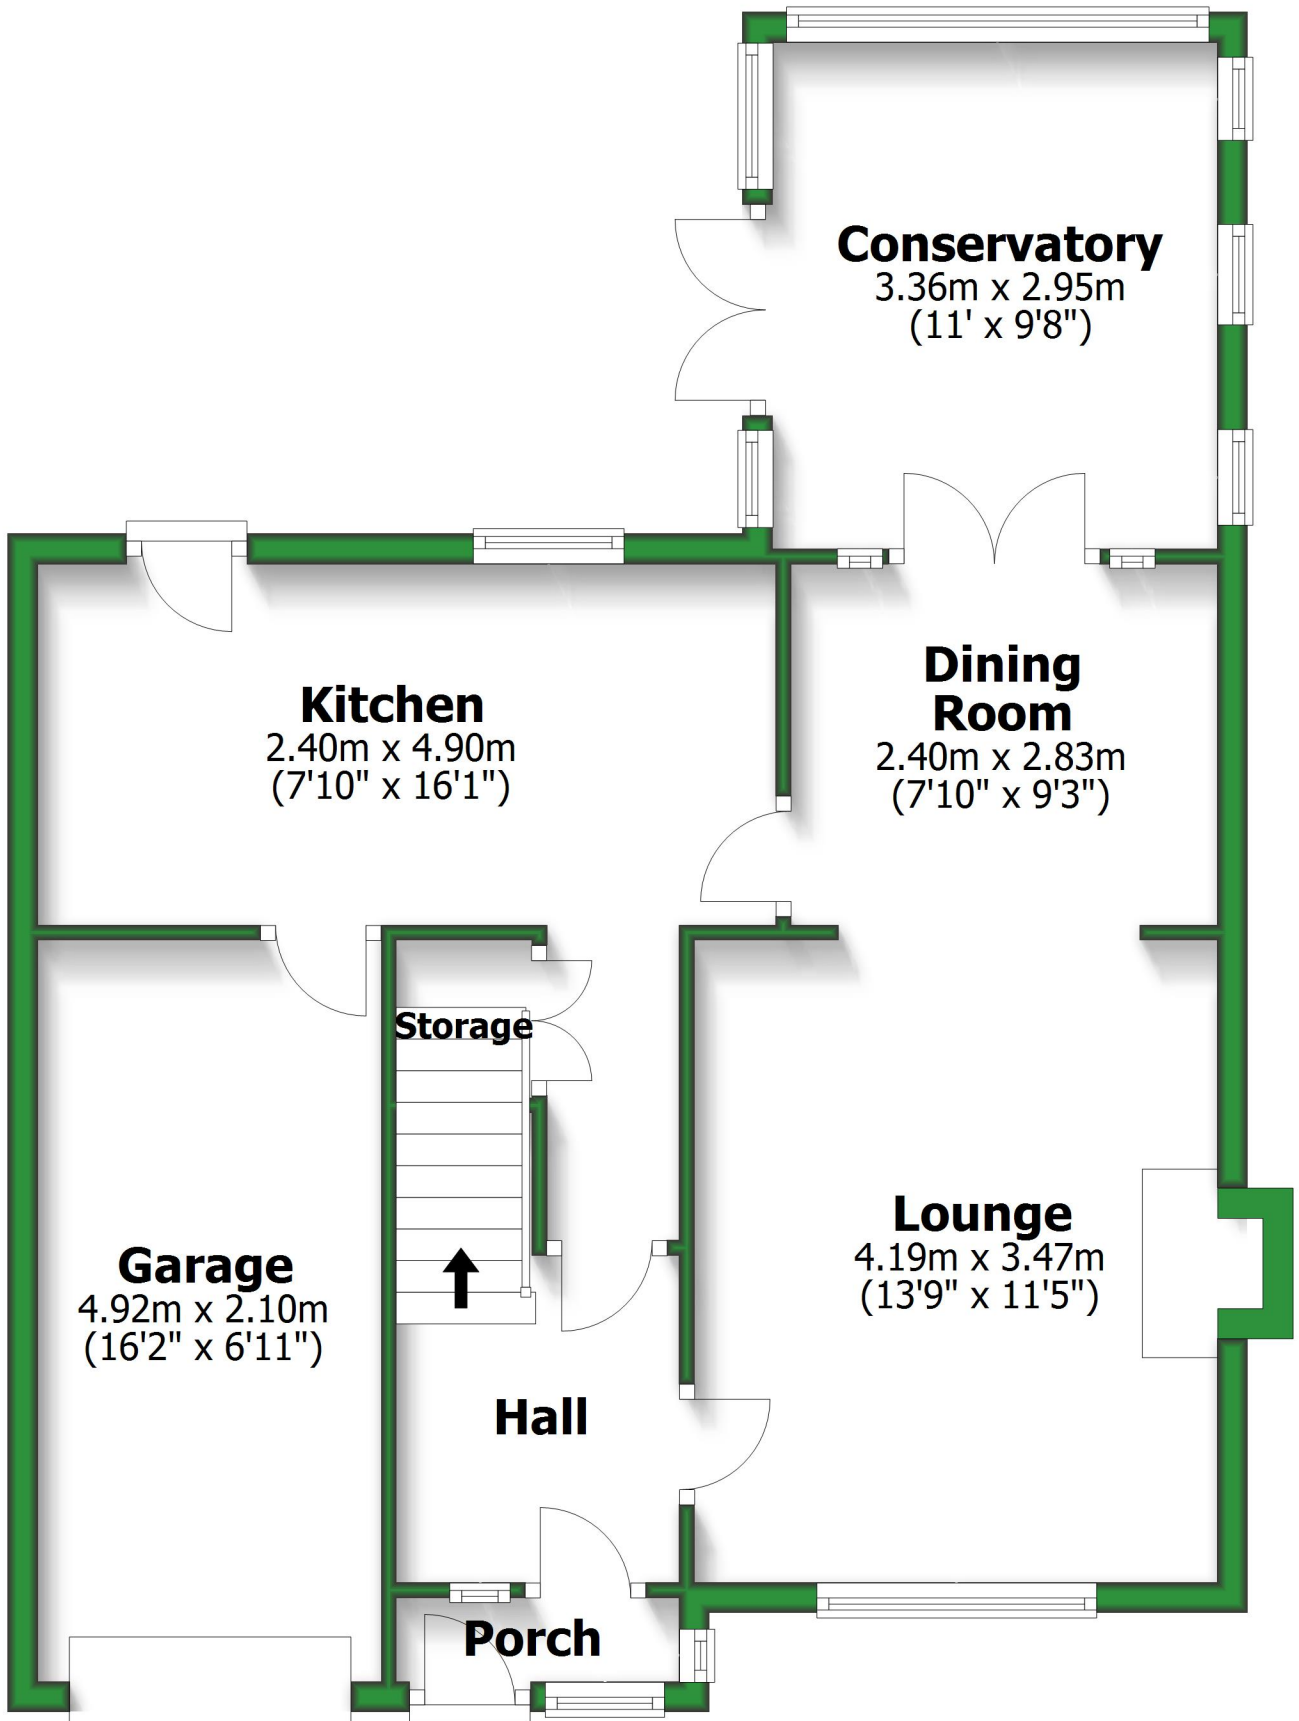 Conservatory
3.36m x 2.95m
(11' x 9'8")
Kitchen
2.40m x 4.90m
(7'10" x 16'1")
Dining
Room
2.40m x 2.83m
(7'10" x 9'3")
Storage
Garage
4.92m x 2.10m
(16'2" x 6'11")
Lounge
4.19m x 3.47m
(13'9" x 11'5")
Hall
Porch